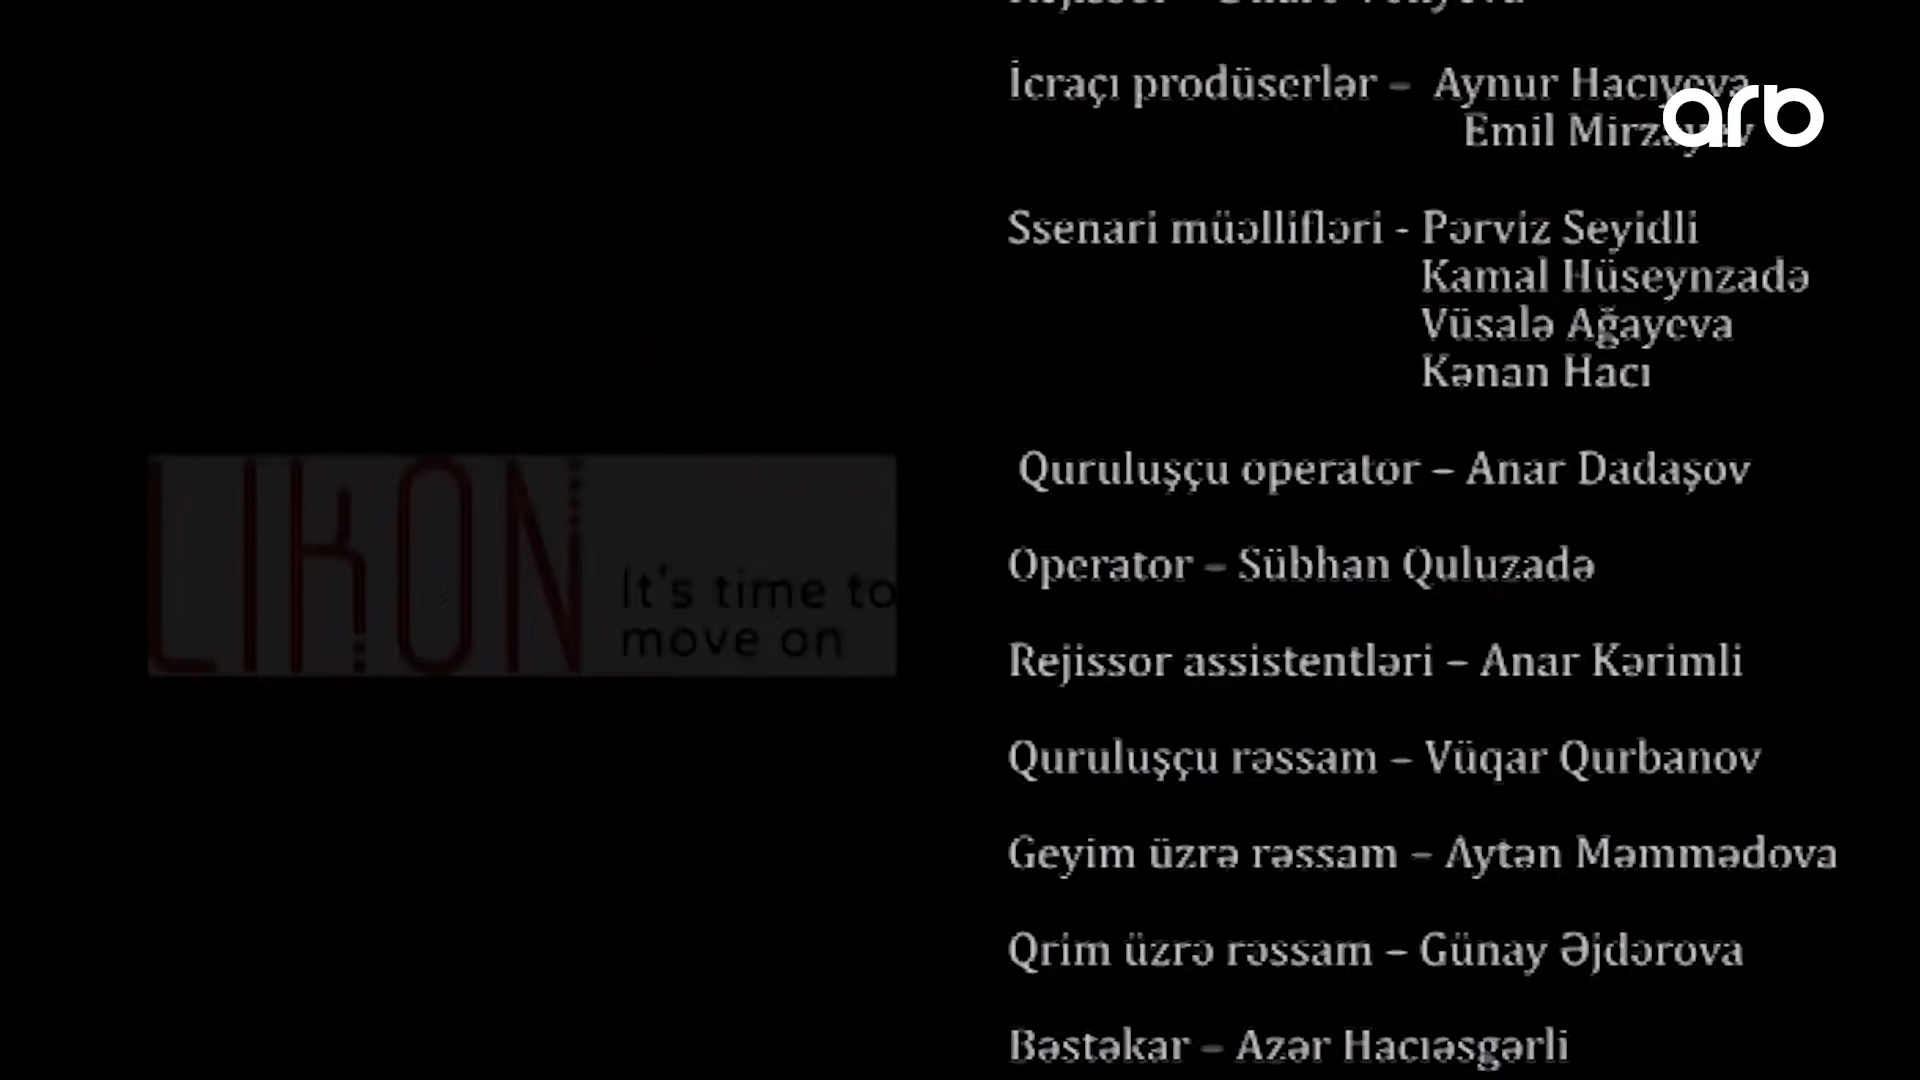 Rejissor –
İcraçı prodüserlər – Aynur Hacıyeva
Emil Mirzəyev
arb
Ssenari müəllifləri - Pərviz Seyidli
Kamal Hüseynzadə
Vüsalə Ağayeva
Kənan Hacı
Quruluşçu operator – Anar Dadaşov
LIKON
It's time to
move on
Operator – Sübhan Quluzadə
Rejissor assistentləri – Anar Kərimli
Quruluşçu rəssam – Vüqar Qurbanov
Geyim üzrə rəssam – Aytən Məmmədova
Qrim üzrə rəssam – Günay Əjdərova
Bəstəkar – Azər Hacıəsgərli